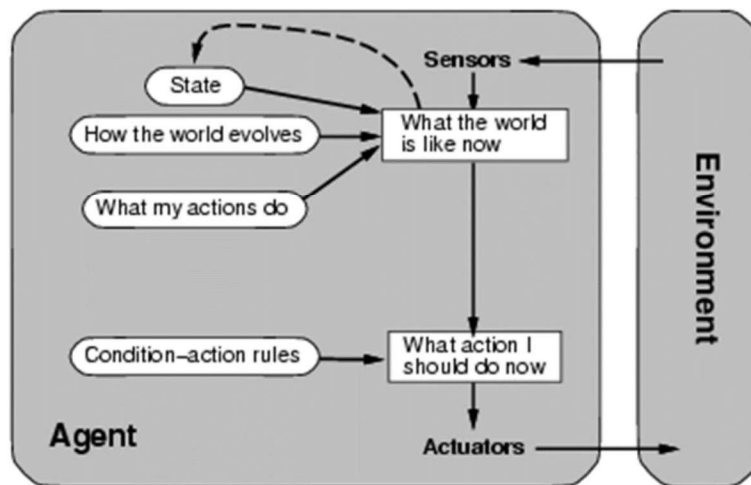 Sensors
State
How the world evolves
What the world
is like now
What my actions do
Condition–action rules
What action I
should do now
Agent
Actuators
Environment